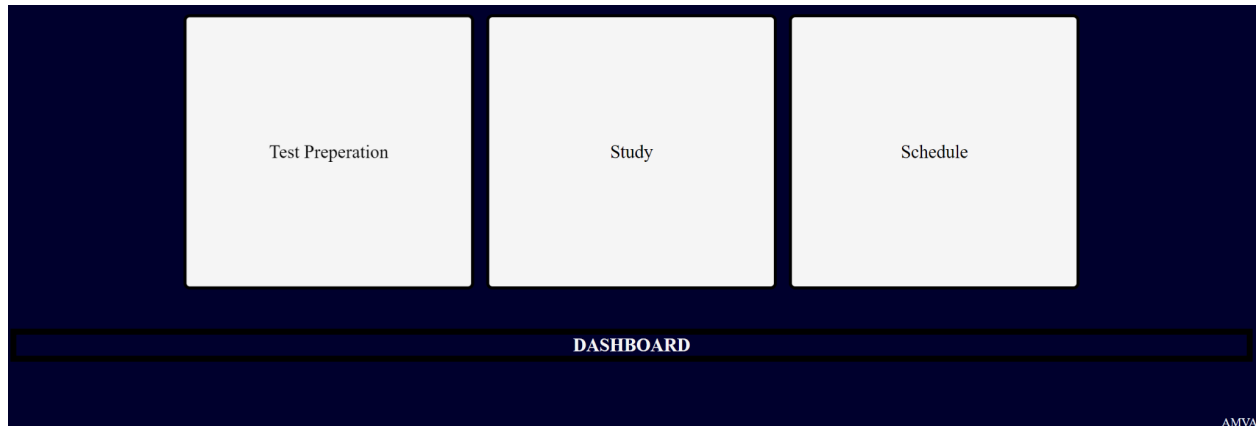 Test Preperation
Study
Schedule
DASHBOARD
AMVA